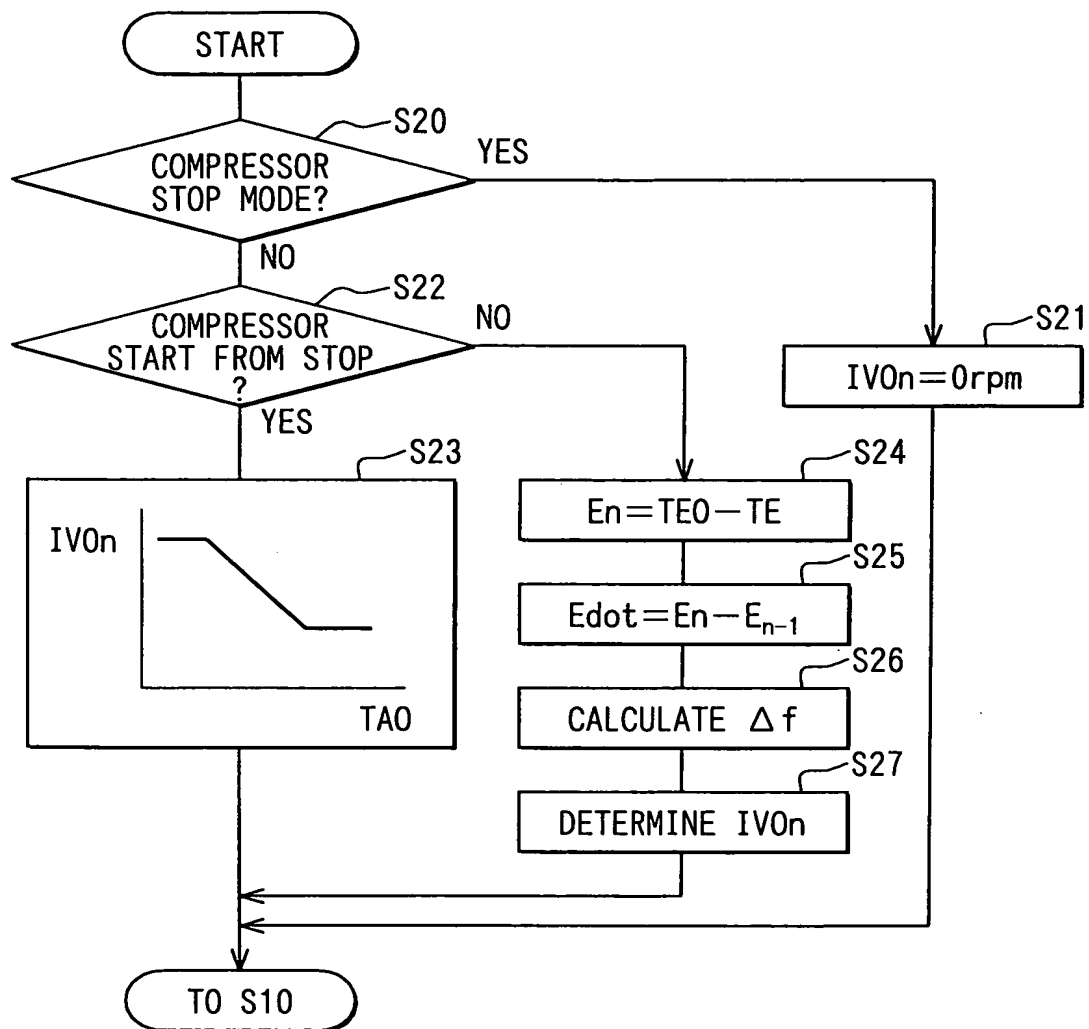 START
S20
COMPRESSOR
STOP MODE?
YES
NO
S22
COMPRESSOR
START FROM STOP
?
NO
YES
S21
IVOn=0rpm
S23
IVOn
TAO
S24
En=TEO−TE
S25
Edot=En−Eₙ₋₁
S26
CALCULATE Δf
S27
DETERMINE IVOn
TO S10